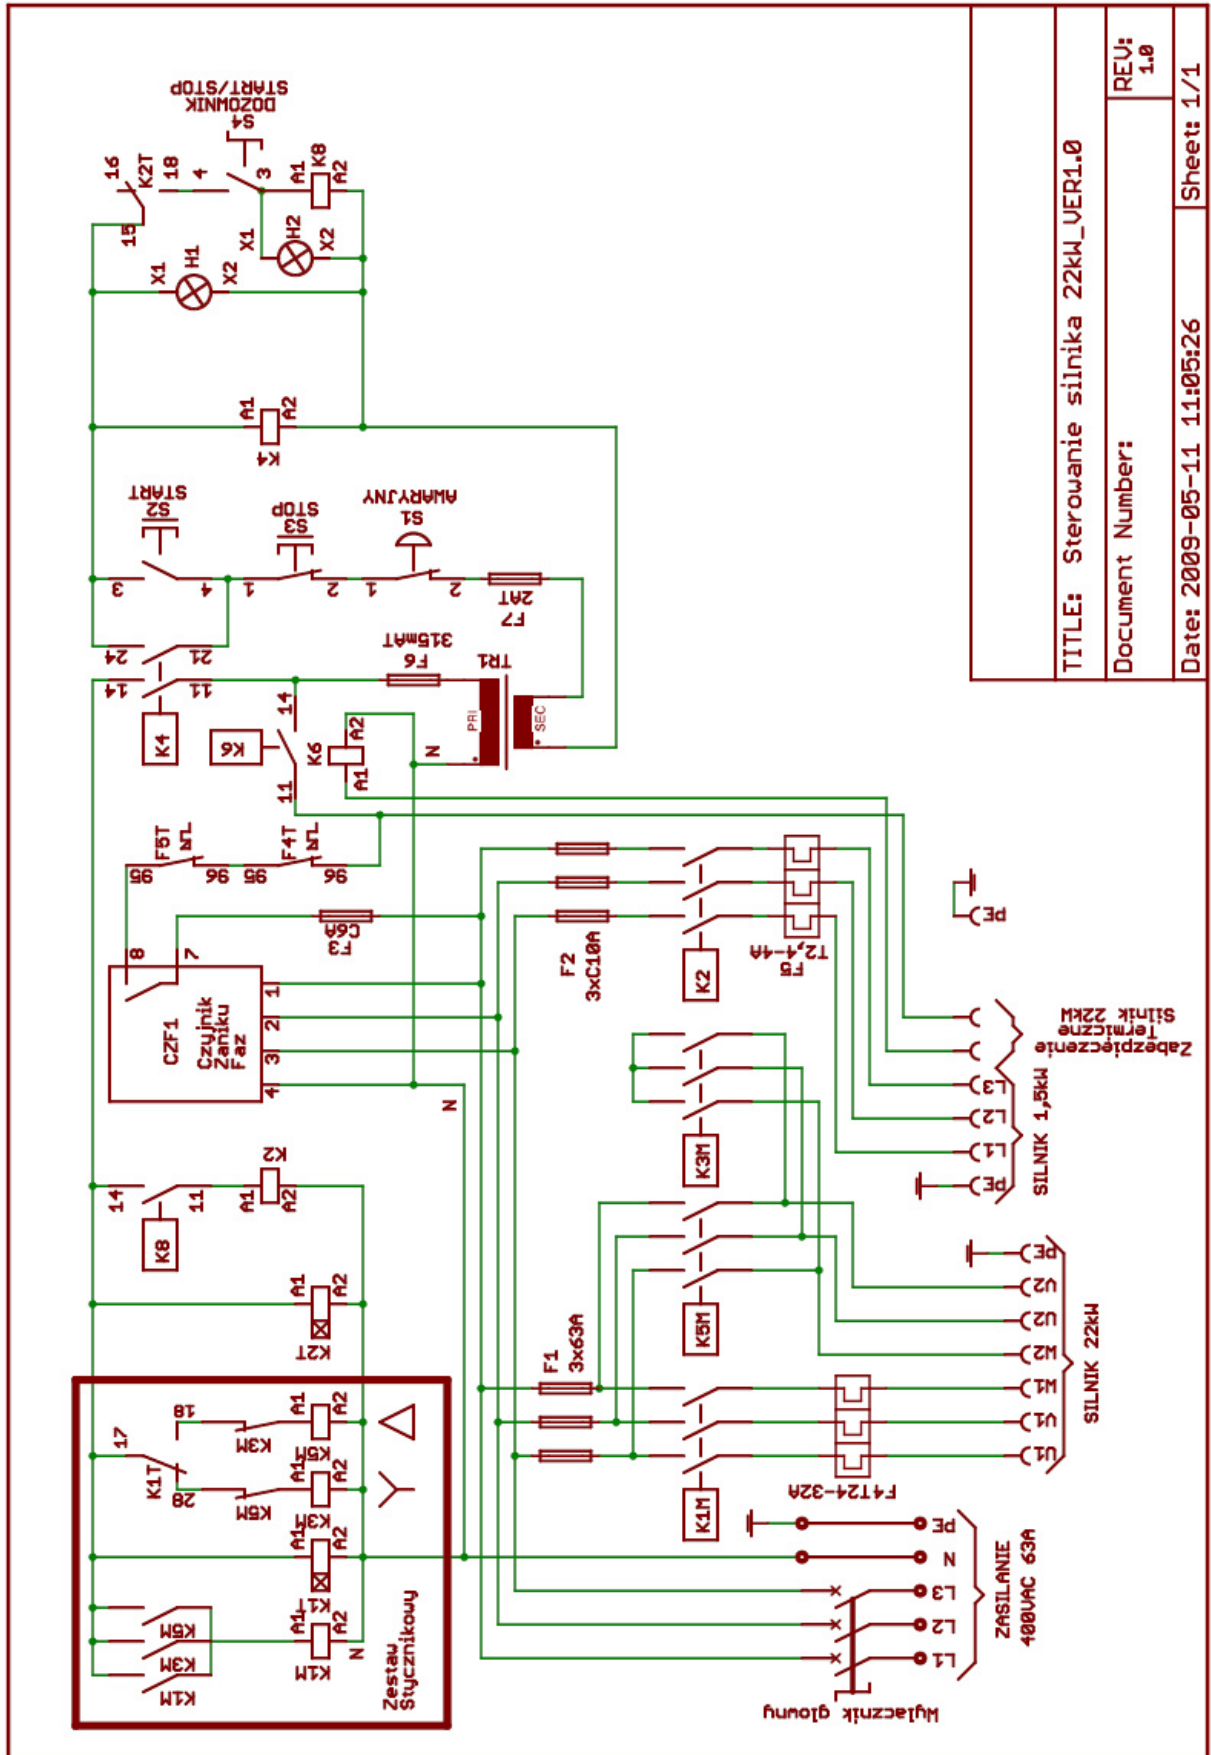 DOZOWNIK
START/STOP
S4
16
K2T
18
4
3
A1
K8
A2
15
X1
H2
X2
X1
H1
X2
A1
A2
K4
START
S2
3
4
STOP
S3
1
2
AWARYJNY
S1
1
2
2AT
F7
24
21
14
11
K4
315mAT
F6
TR1
PRI
SEC
14
K6
11
K6
A2
A1
N
F5T
95
96
F4T
95
96
C6A
F3
8
7
CZF1
Czyjnik
Zaniku
Faz
1
2
3
4
N
F2
3xC10A
K2
T2,4-4A
F5
PE
K3M
K2
A1
A2
14
11
K8
A1
A2
K2T
K5M
F1
3x63A
K1M
F4T24-32A
17
18
K1T
28
K3M
A1
A2
K5M
K5M
A1
A2
K3M
A1
A2
K1T
K5M
K3M
K1M
A1
A2
K1M
N
Zestaw
Stycznikowy
Zabezpieczenie
Termiczne
Silnik 22kW
L3
L2
L1
PE
SILNIK 1,5kW
PE
V2
U2
W2
W1
V1
U1
SILNIK 22kW
PE
N
L3
L2
L1
ZASILANIE
400VAC 63A
Wylacznik glowny
TITLE: Sterowanie silnika 22kW_VER1.0
Document Number:
REV:
1.0
Date: 2009-05-11 11:05:26
Sheet: 1/1